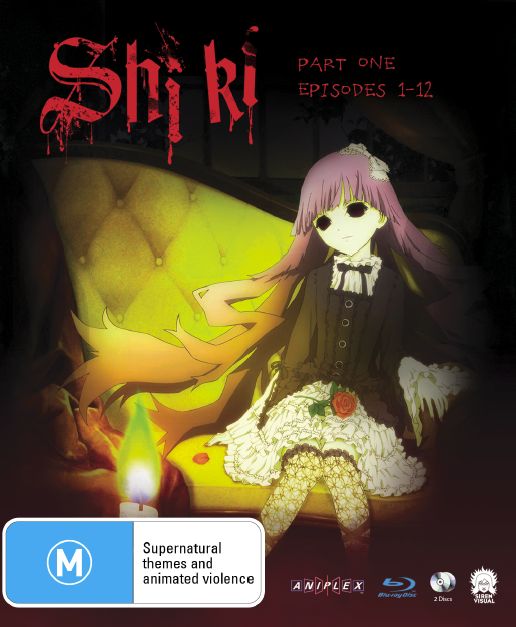 Shiki
PART ONE
EPISODES 1-12
M
Supernatural
themes and
animated violence
ANIPLEX
Blu-ray Disc
2 Discs
SIREN
VISUAL